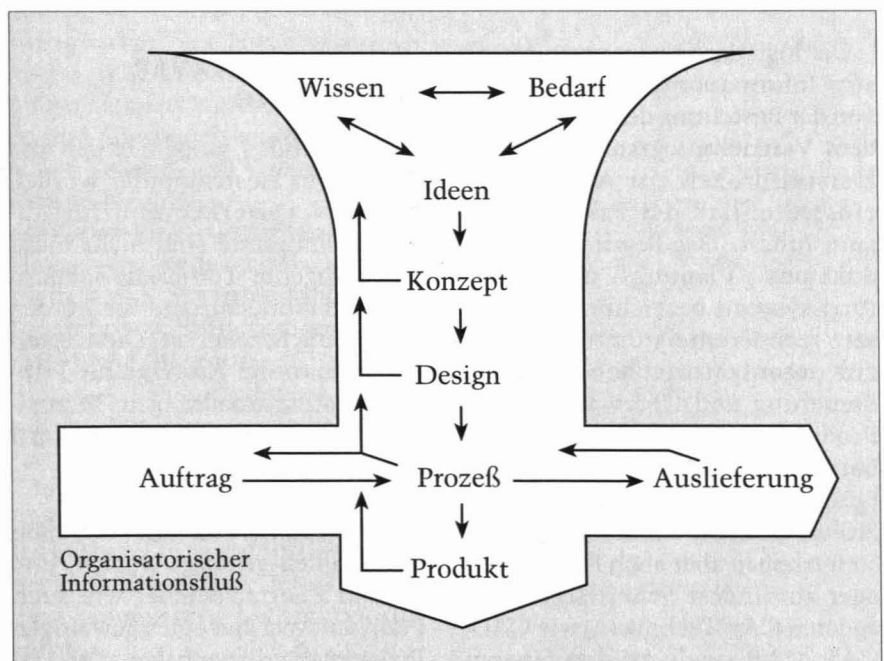 Wissen Bedarf
Ideen
Konzept
Design
Auftrag Prozeß Auslieferung
Organisatorischer
Informationsfluß
Produkt